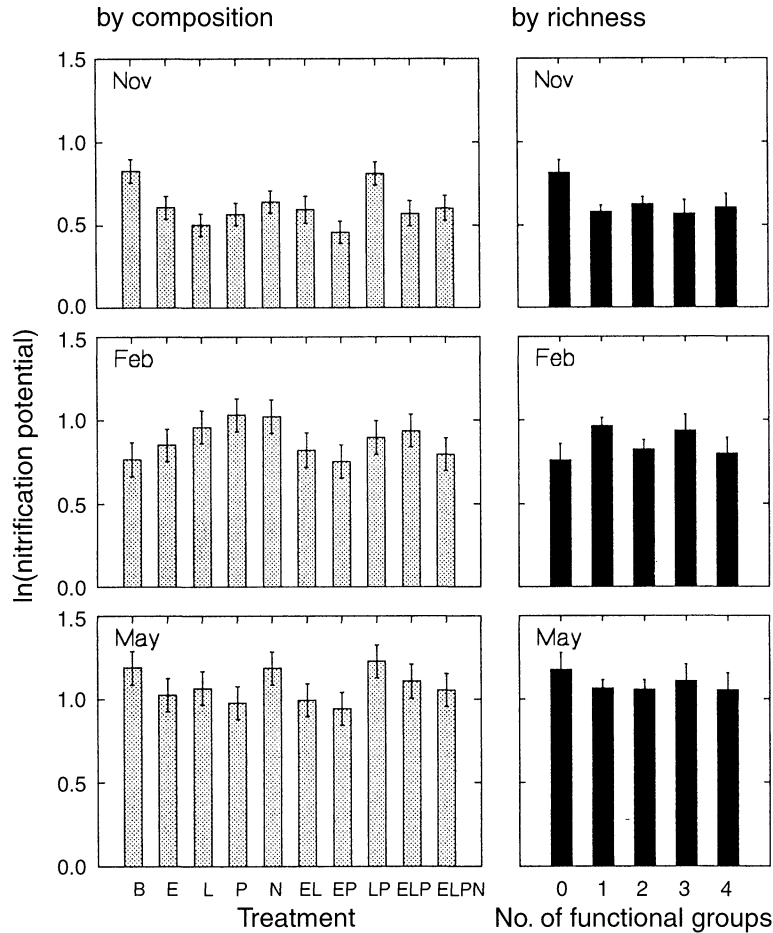 by composition by richness
Nov Nov
1.5
1.0
0.5
0.0
Feb Feb
1.5
1.0
0.5
0.0
May May
1.5
1.0
0.5
0.0
ln(nitrification potential)
B E L P N EL EP LP ELP ELPN 0 1 2 3 4
Treatment No. of functional groups